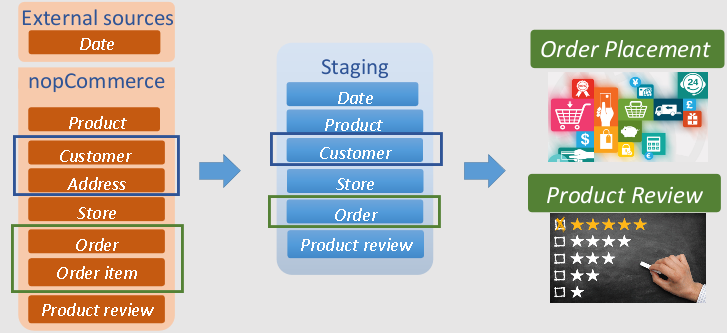 External sources
Date
nopCommerce
Product
Customer
Address
Store
Order
Order item
Product review
Staging
Date
Product
Customer
Store
Order
Product review
Order Placement
24
Product Review